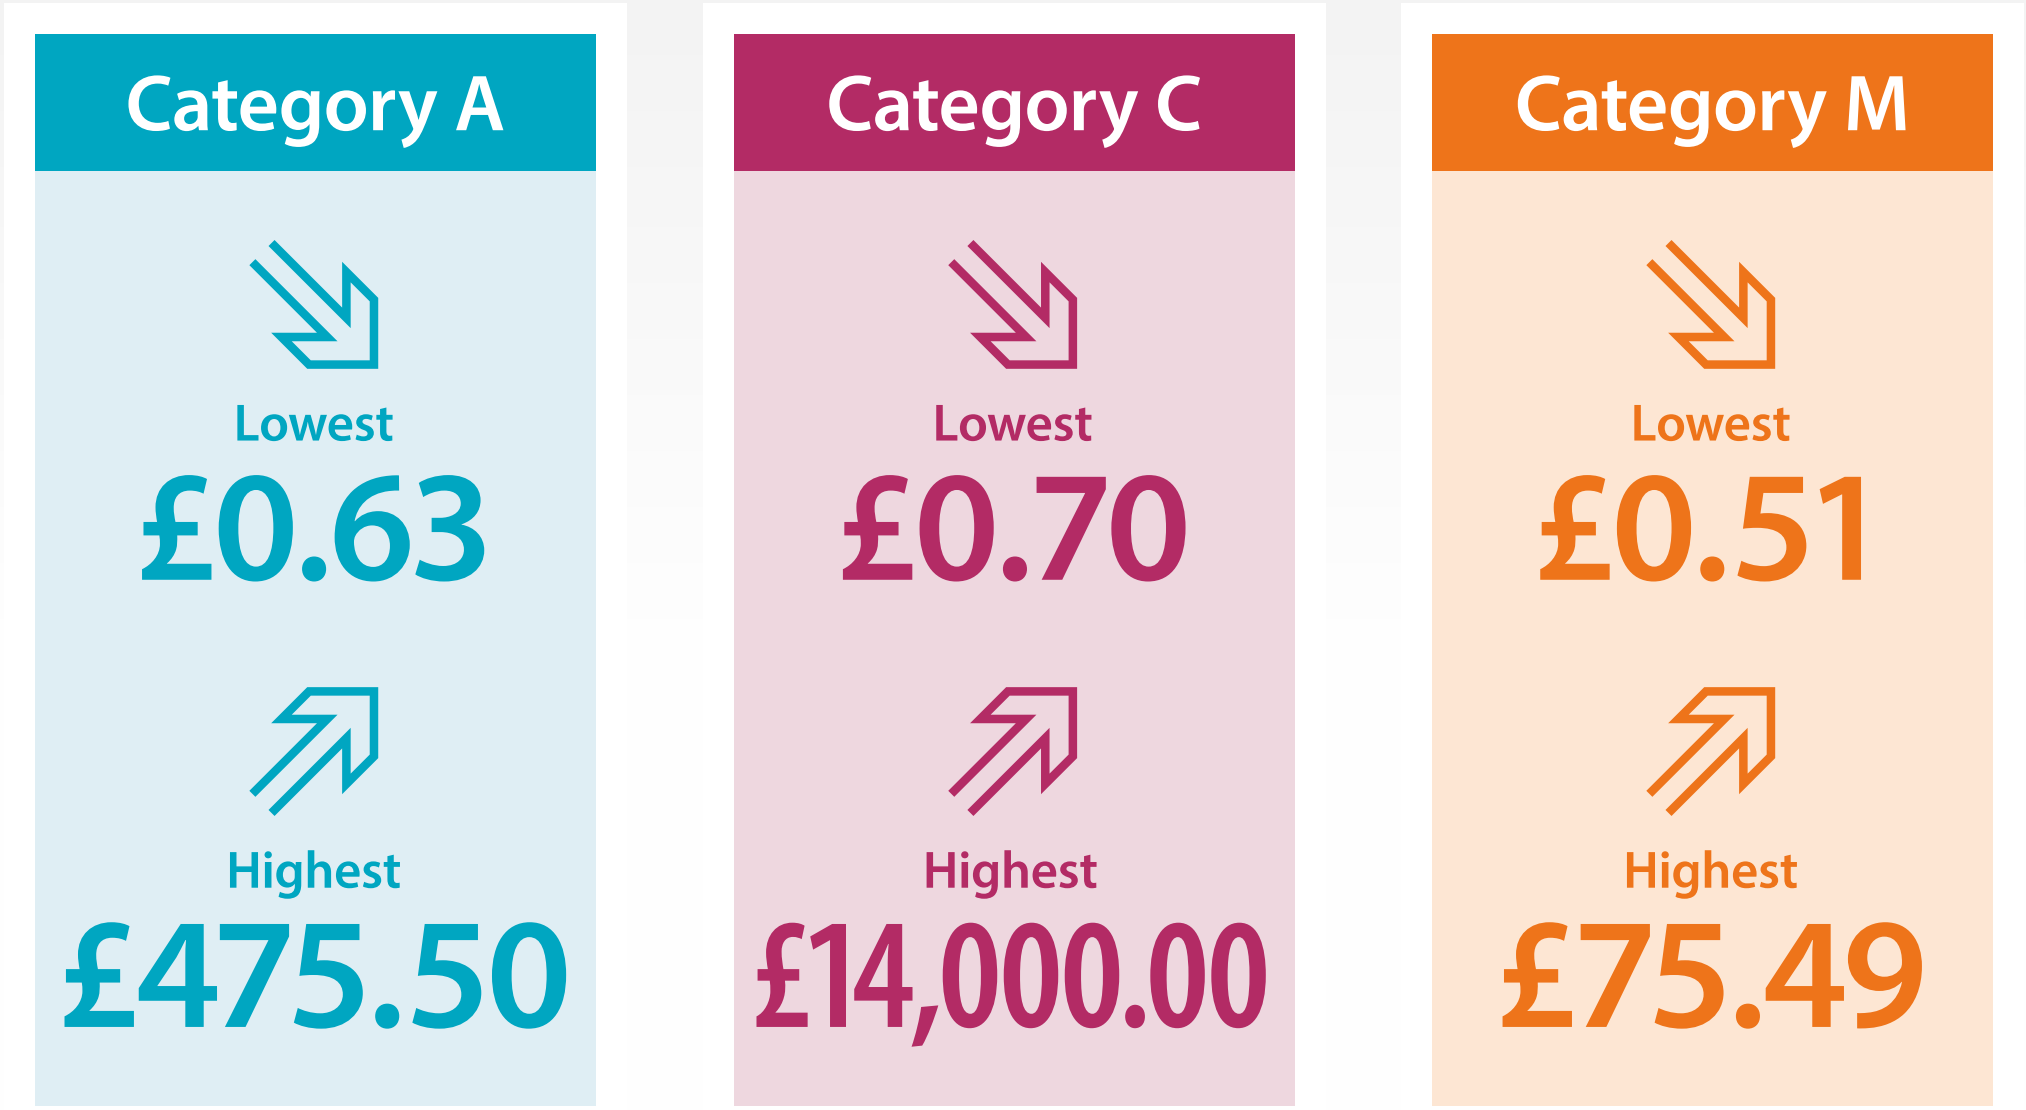 Category A
Lowest
£0.63
Highest
£475.50
Category C
Lowest
£0.70
Highest
£14,000.00
Category M
Lowest
£0.51
Highest
£75.49